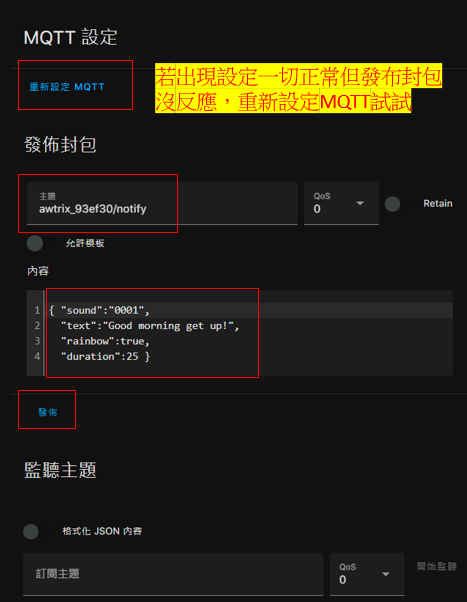 MQTT 設定
重新設定 MQTT
若出現設定一切正常但發布封包
沒反應，重新設定MQTT試試
發佈封包
主題
awtrix_93ef30/notify
QoS
0
Retain
允許模板
內容
1 { "sound":"0001",
2 "text":"Good morning get up!",
3 "rainbow":true,
4 "duration":25 }
發佈
監聽主題
格式化 JSON 內容
訂閱主題
QoS
0
開始監聽